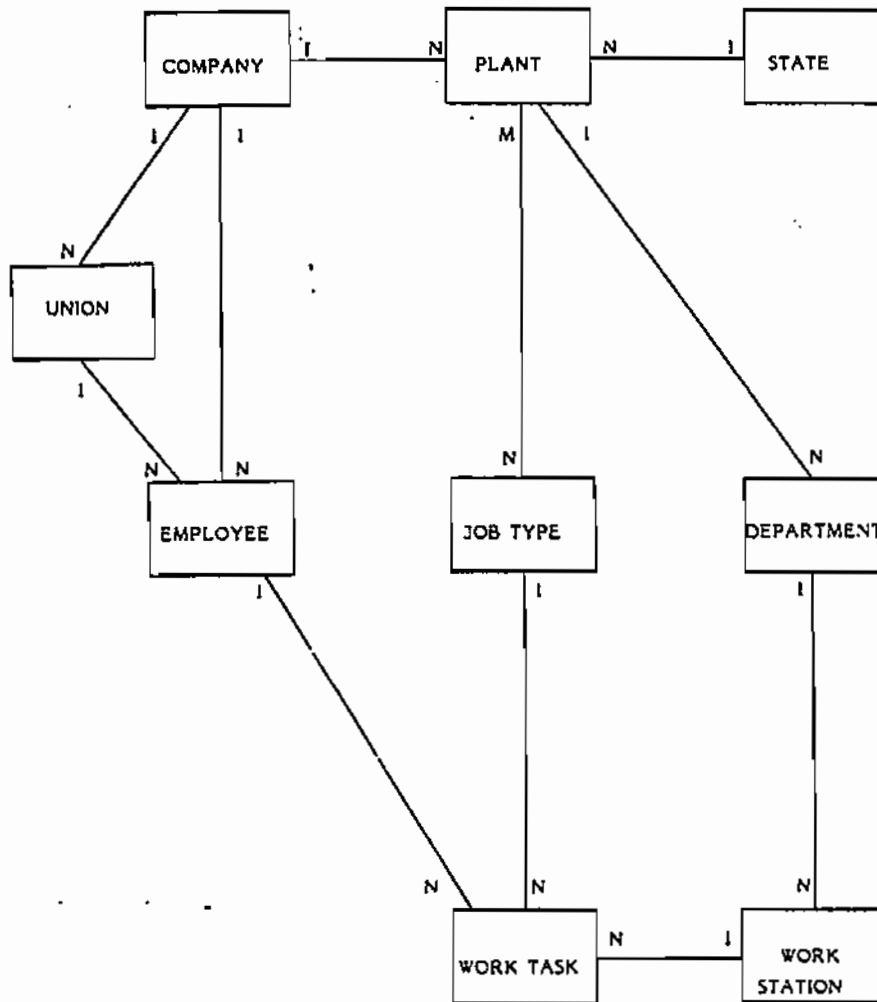 COMPANY
1
N
PLANT
N
1
STATE
1
1
M
1
N
UNION
1
N
N
N
N
EMPLOYEE
JOB TYPE
DEPARTMENT
1
1
1
N
N
N
WORK TASK
N
1
WORK
STATION